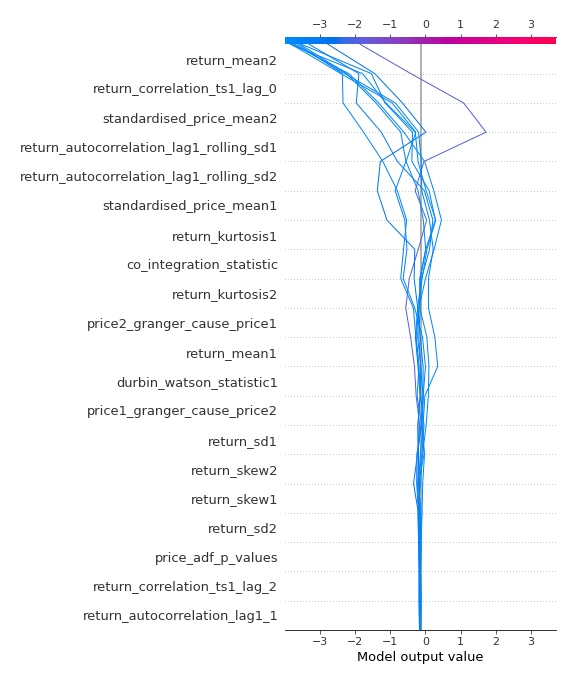 −3 −2 −1 0 1 2 3
return_mean2
return_correlation_ts1_lag_0
standardised_price_mean2
return_autocorrelation_lag1_rolling_sd1
return_autocorrelation_lag1_rolling_sd2
standardised_price_mean1
return_kurtosis1
co_integration_statistic
return_kurtosis2
price2_granger_cause_price1
return_mean1
durbin_watson_statistic1
price1_granger_cause_price2
return_sd1
return_skew2
return_skew1
return_sd2
price_adf_p_values
return_correlation_ts1_lag_2
return_autocorrelation_lag1_1
−3 −2 −1 0 1 2 3
Model output value